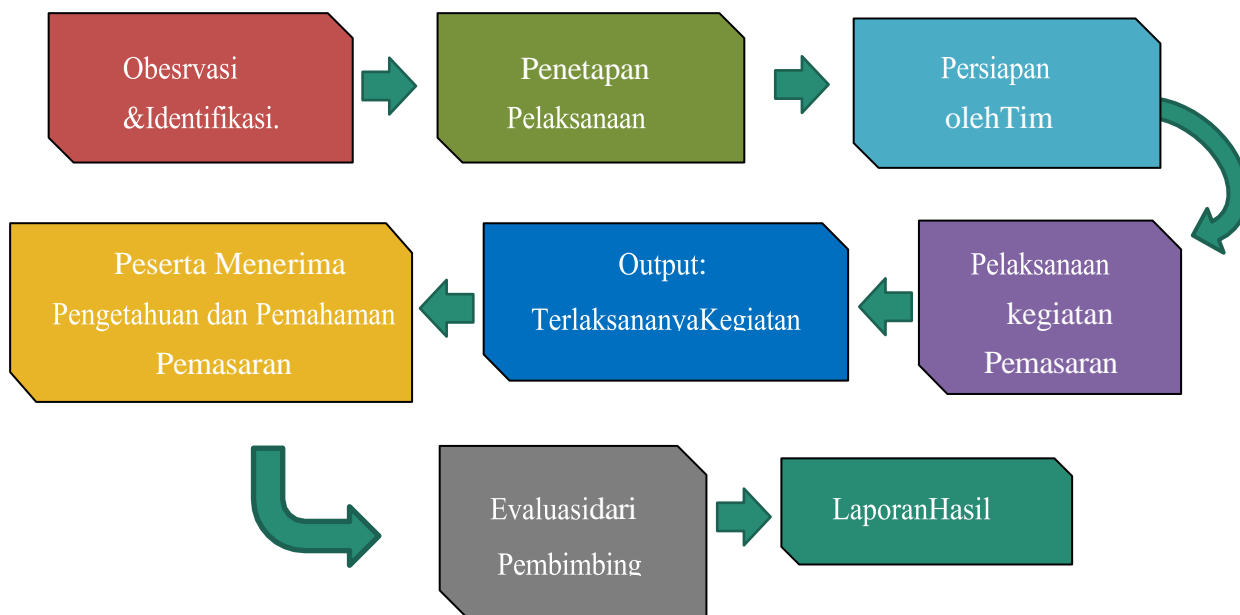 Obesrvasi
&Identifikasi.
Penetapan
Pelaksanaan
Persiapan
olehTim
Pelaksanaan
kegiatan
Pemasaran
Output:
TerlaksananyaKegiatan
Peserta Menerima
Pengetahuan dan Pemahaman
Pemasaran
Evaluasidari
Pembimbing
LaporanHasil